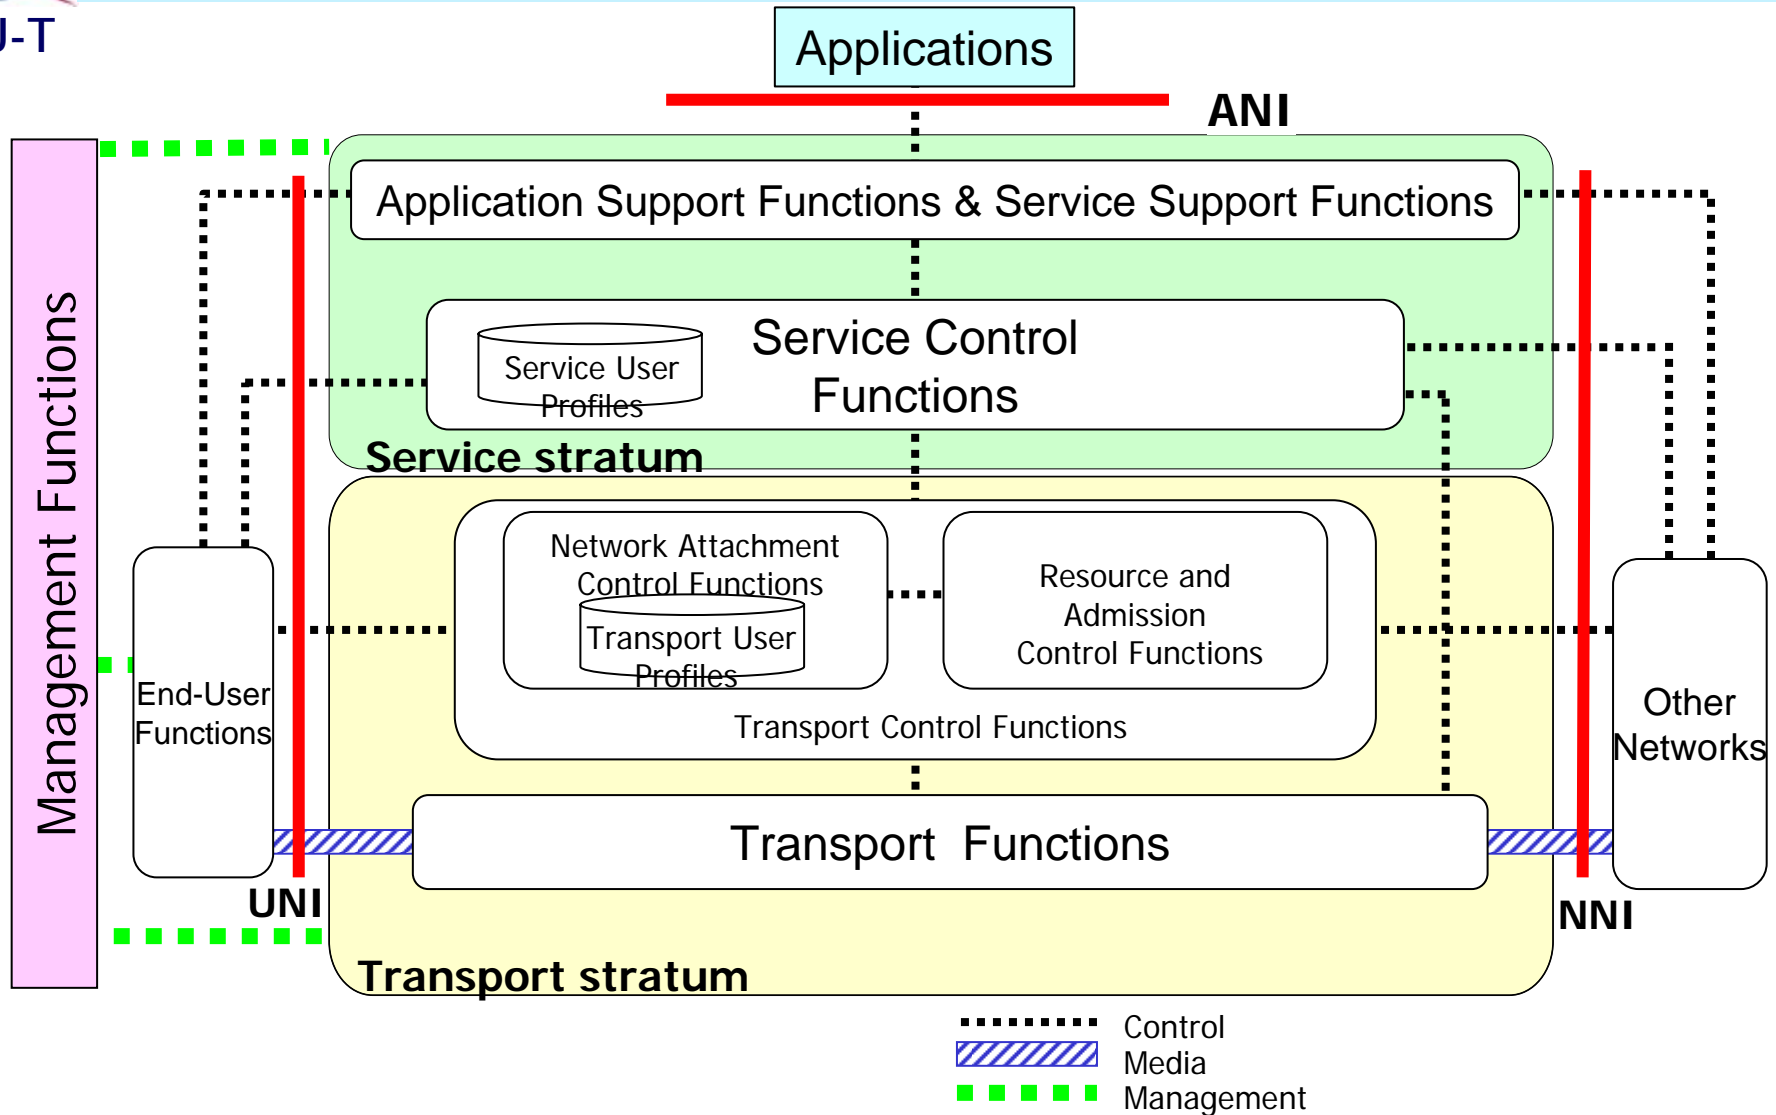 U-T
Applications
ANI
Application Support Functions & Service Support Functions
Management Functions
Service User
Profiles
Service Control
Functions
Service stratum
Network Attachment
Control Functions
Transport User
Profiles
Resource and
Admission
Control Functions
Transport Control Functions
End-User
Functions
Other
Networks
Transport Functions
UNI
NNI
Transport stratum
Control
Media
Management